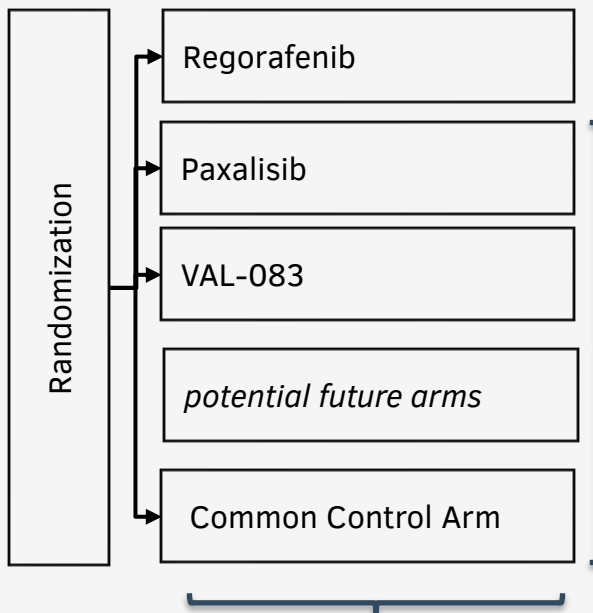 Randomization
Regorafenib
Paxalisib
VAL-083
potential future arms
Common Control Arm